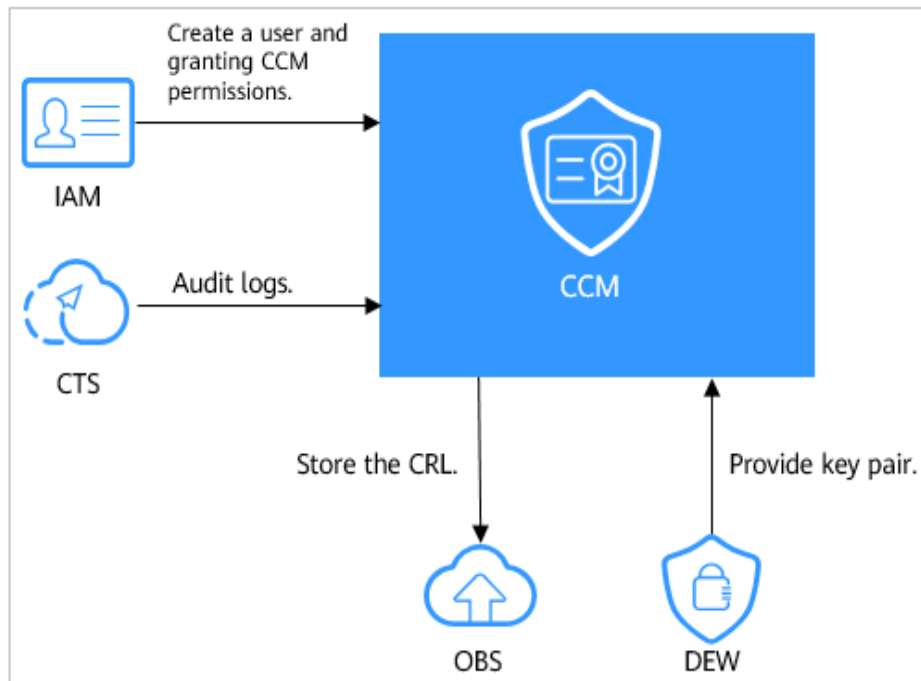 Create a user and
granting CCM
permissions.
IAM
CCM
Audit logs.
CTS
Store the CRL.
Provide key pair.
OBS
DEW